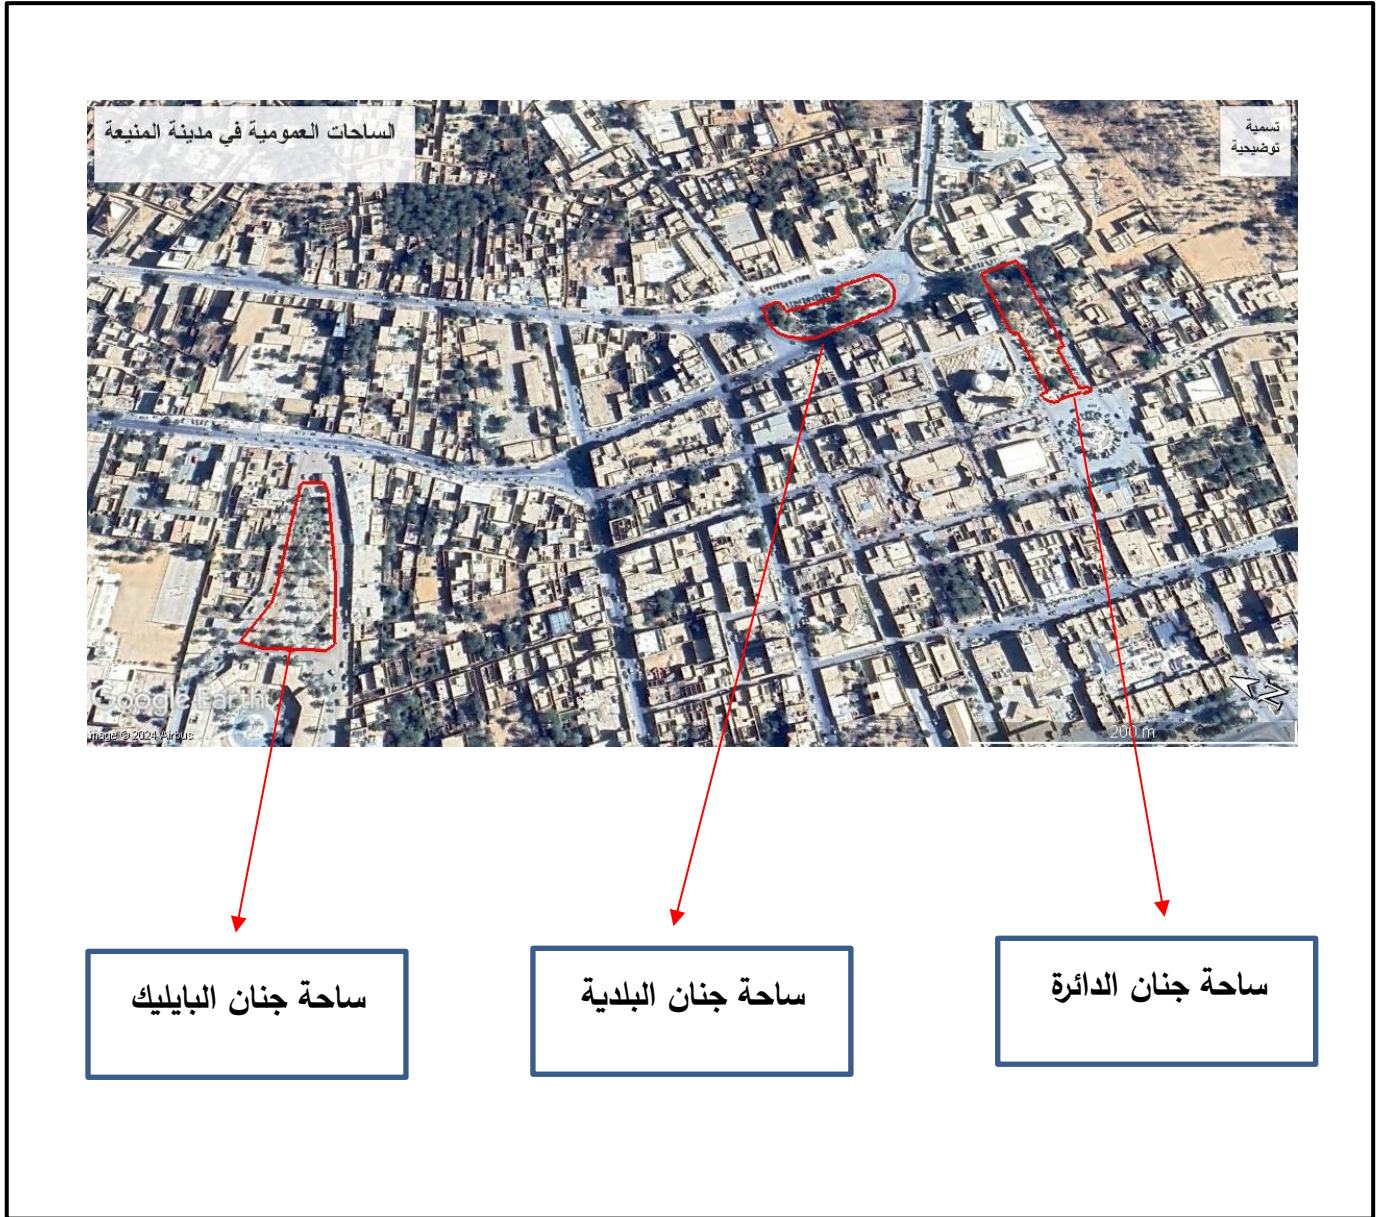 الساحات العمومية في مدينة المنيعة
تسمية
توضيحية
Google Earth
Image © 2024 Airbus
200 m
ساحة جنان الدائرة
ساحة جنان البلدية
ساحة جنان البايليك